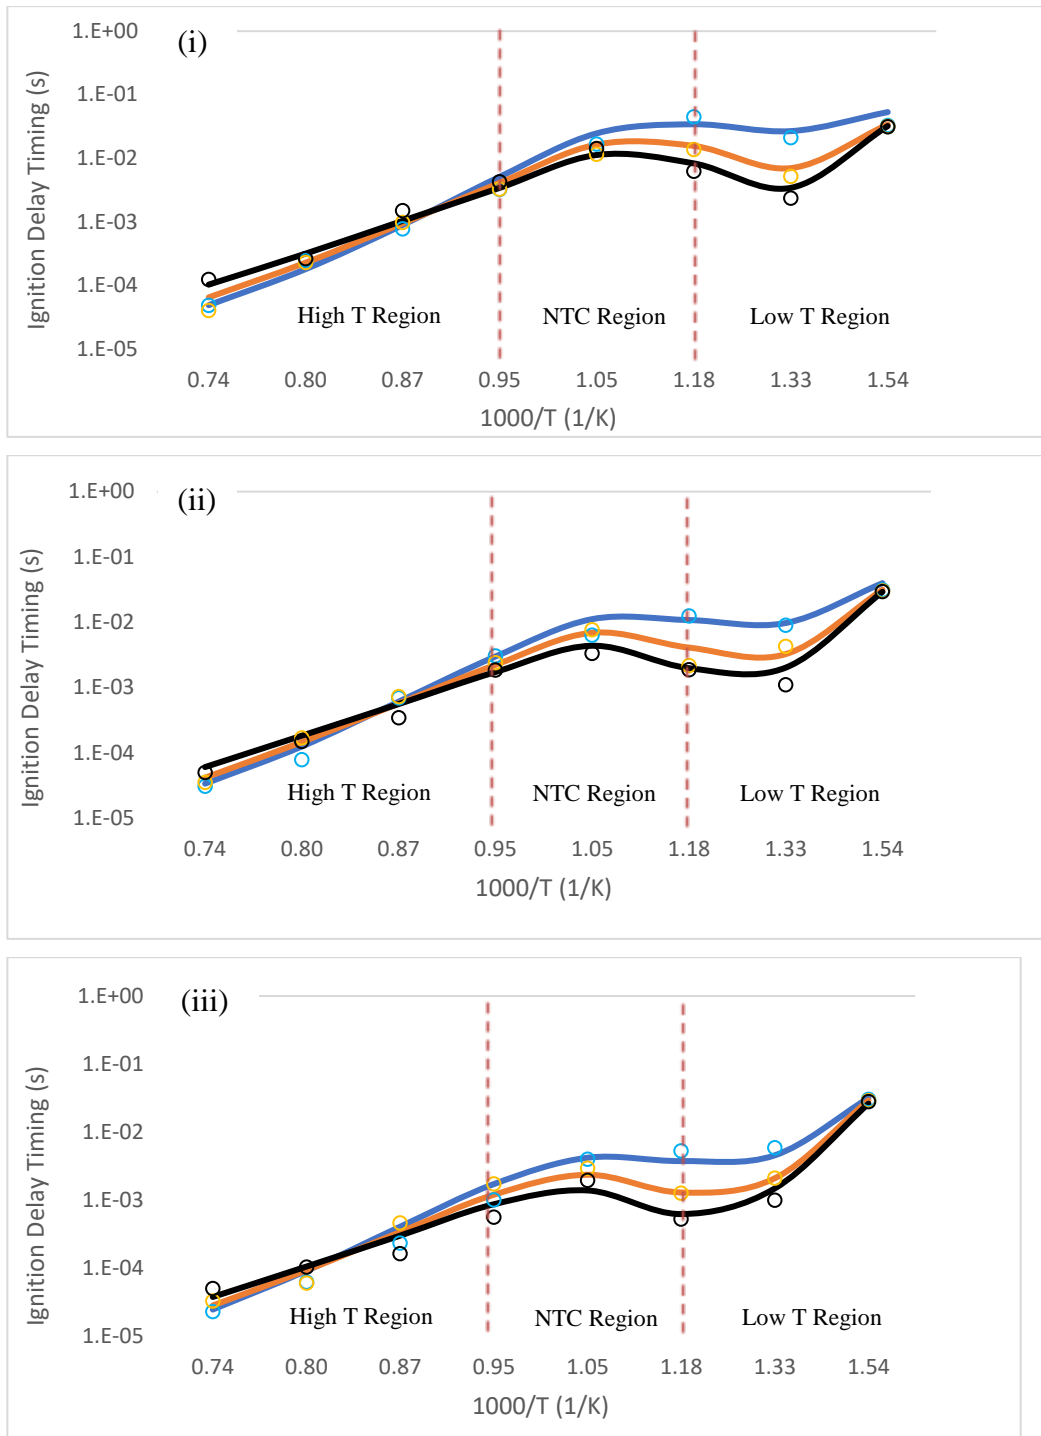 (i)
1.E+00
1.E-01
1.E-02
1.E-03
1.E-04
1.E-05
Ignition Delay Timing (s)
High T Region NTC Region Low T Region
0.74 0.80 0.87 0.95 1.05 1.18 1.33 1.54
1000/T (1/K)
(ii)
1.E+00
1.E-01
1.E-02
1.E-03
1.E-04
1.E-05
Ignition Delay Timing (s)
High T Region NTC Region Low T Region
0.74 0.80 0.87 0.95 1.05 1.18 1.33 1.54
1000/T (1/K)
(iii)
1.E+00
1.E-01
1.E-02
1.E-03
1.E-04
1.E-05
Ignition Delay Timing (s)
High T Region NTC Region Low T Region
0.74 0.80 0.87 0.95 1.05 1.18 1.33 1.54
1000/T (1/K)